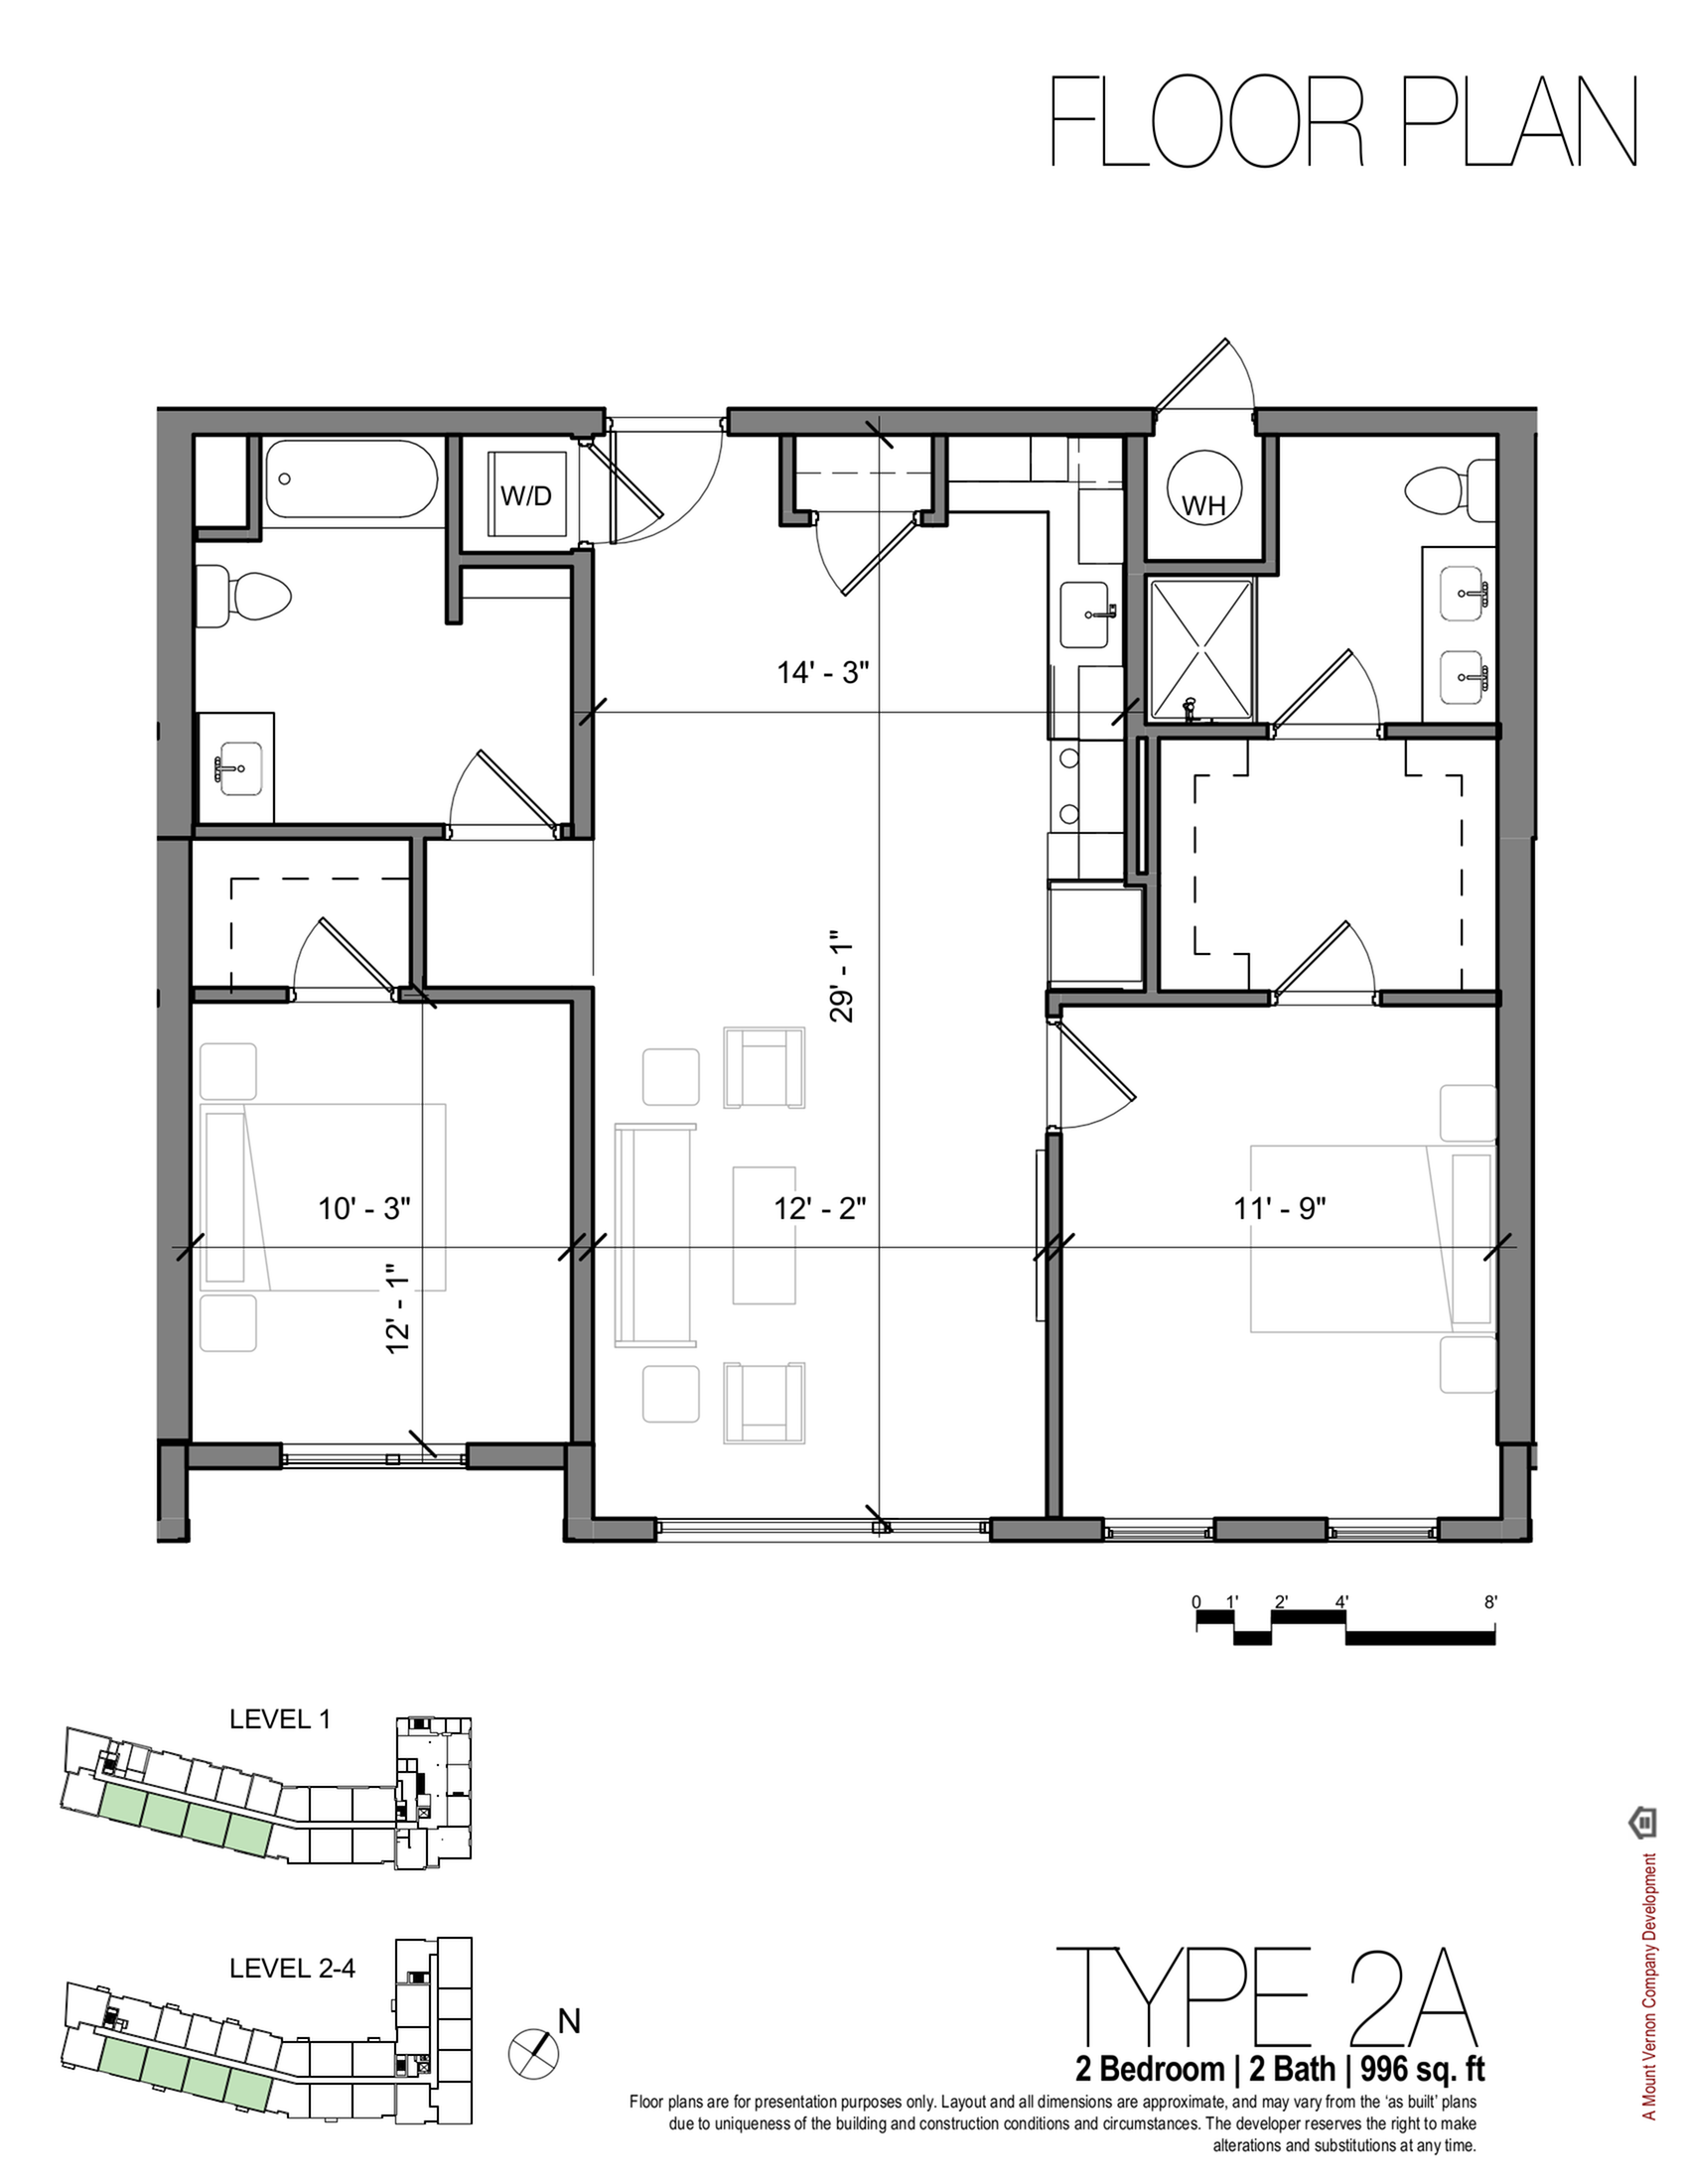 FLOOR PLAN
W/D
WH
14' - 3"
29' - 1"
10' - 3"
12' - 2"
11' - 9"
12' - 1"
0 1' 2' 4' 8'
LEVEL 1
LEVEL 2-4
N
A Mount Vernon Company Development
TYPE 2A
2 Bedroom | 2 Bath | 996 sq. ft
Floor plans are for presentation purposes only. Layout and all dimensions are approximate, and may vary from the ‘as built’ plans
due to uniqueness of the building and construction conditions and circumstances. The developer reserves the right to make
alterations and substitutions at any time.